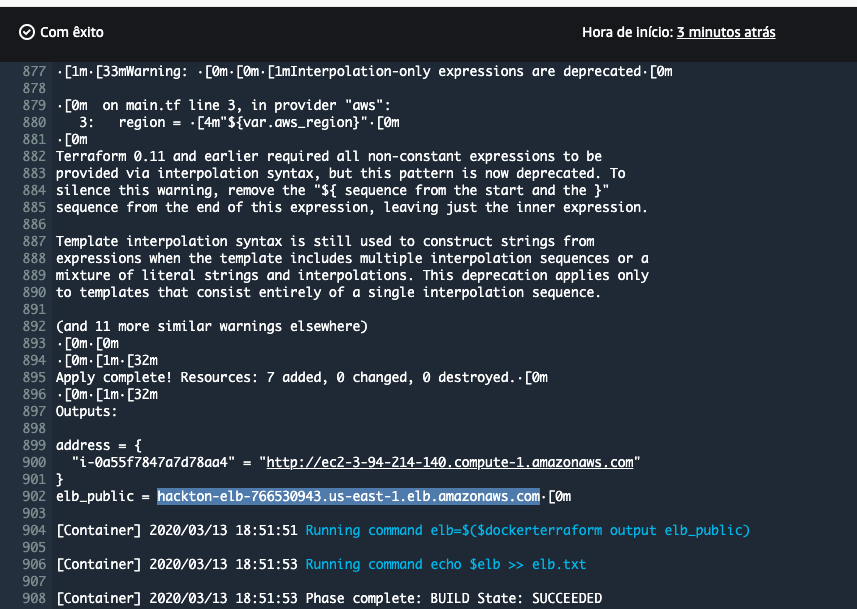 Com êxito
Hora de início: 3 minutos atrás
877 ·[1m·[33mWarning: ·[0m·[0m·[1mInterpolation-only expressions are deprecated·[0m
878
879 ·[0m  on main.tf line 3, in provider "aws":
880    3:   region = ·[4m"${var.aws_region}"·[0m
881 ·[0m
882 Terraform 0.11 and earlier required all non-constant expressions to be
883 provided via interpolation syntax, but this pattern is now deprecated. To
884 silence this warning, remove the "${ sequence from the start and the }"
885 sequence from the end of this expression, leaving just the inner expression.
886
887 Template interpolation syntax is still used to construct strings from
888 expressions when the template includes multiple interpolation sequences or a
889 mixture of literal strings and interpolations. This deprecation applies only
890 to templates that consist entirely of a single interpolation sequence.
891
892 (and 11 more similar warnings elsewhere)
893 ·[0m·[0m
894 ·[0m·[1m·[32m
895 Apply complete! Resources: 7 added, 0 changed, 0 destroyed.·[0m
896 ·[0m·[1m·[32m
897 Outputs:
898
899 address = {
900   "i-0a55f7847a7d78aa4" = "http://ec2-3-94-214-140.compute-1.amazonaws.com"
901 }
902 elb_public = hackton-elb-766530943.us-east-1.elb.amazonaws.com·[0m
903
904 [Container] 2020/03/13 18:51:51 Running command elb=$($dockerterraform output elb_public)
905
906 [Container] 2020/03/13 18:51:53 Running command echo $elb >> elb.txt
907
908 [Container] 2020/03/13 18:51:53 Phase complete: BUILD State: SUCCEEDED